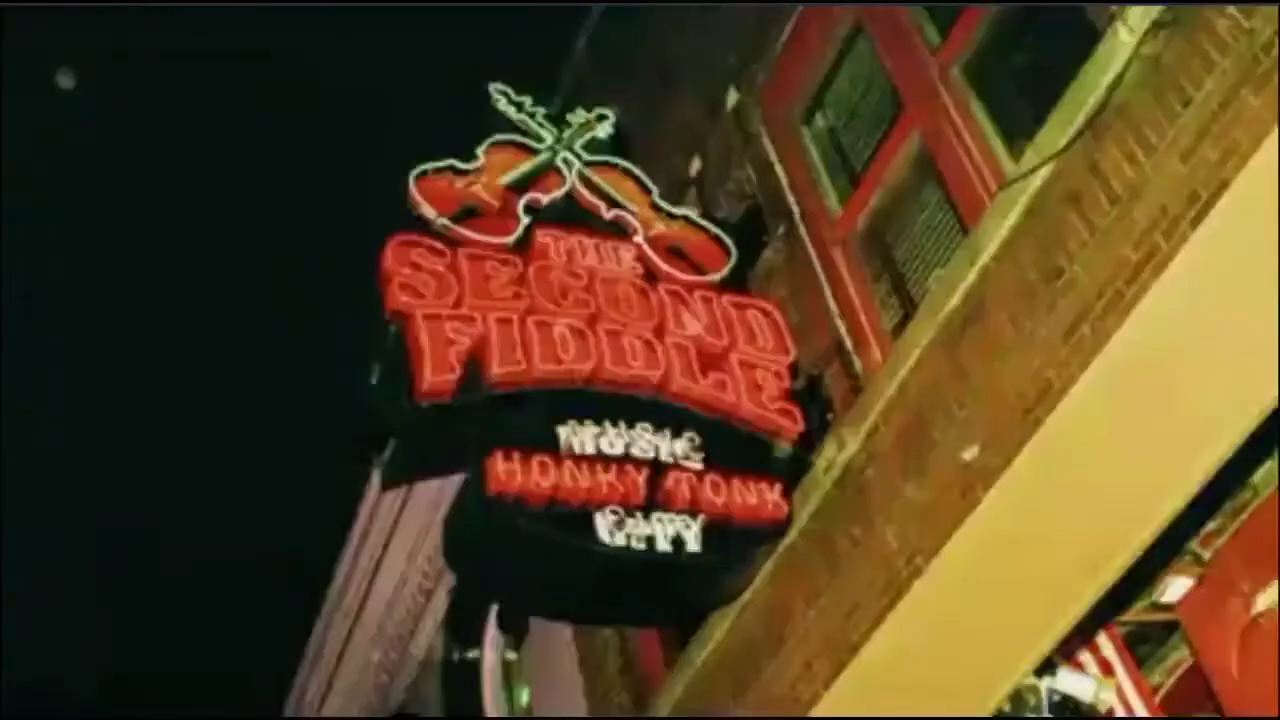 THE
SECOND
FIDDLE
MUSIC
HONKY TONK
CITY